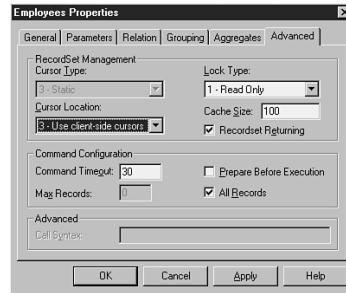 Employees Properties
General Parameters Relation Grouping Aggregates Advanced
RecordSet Management
Cursor Type:
3 - Static
Lock Type:
1 - Read Only
Cursor Location:
3 - Use client-side cursors
Cache Size: 100
Recordset Returning
Command Configuration
Command Timeout: 30
Prepare Before Execution
Max Records: 0
All Records
Advanced
Call Syntax:
OK Cancel Apply Help